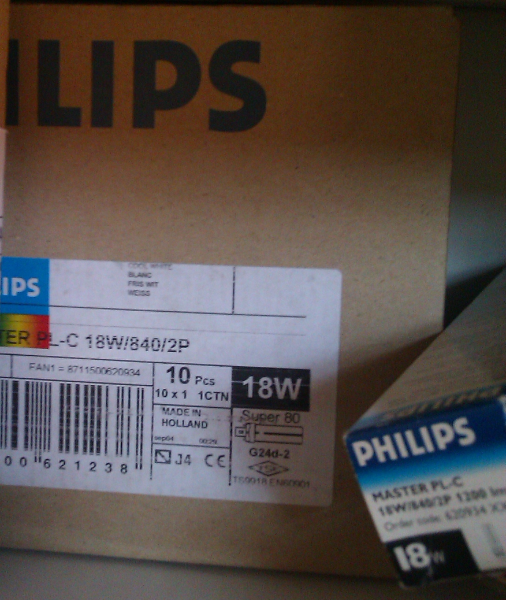 ILIPS
COOL WHITE
BLANC
FRIS WIT
WEISS
IPS
TER PL-C 18W/840/2P
EAN1 = 8711500620934
10 Pcs
10 x 1 1CTN
18W
MADE IN
HOLLAND
Super 80
J4 CE
G24d-2
00 621238
PHILIPS
MASTER PL-C
18W/840/2P 1200 lm
Order code: 620934
18W